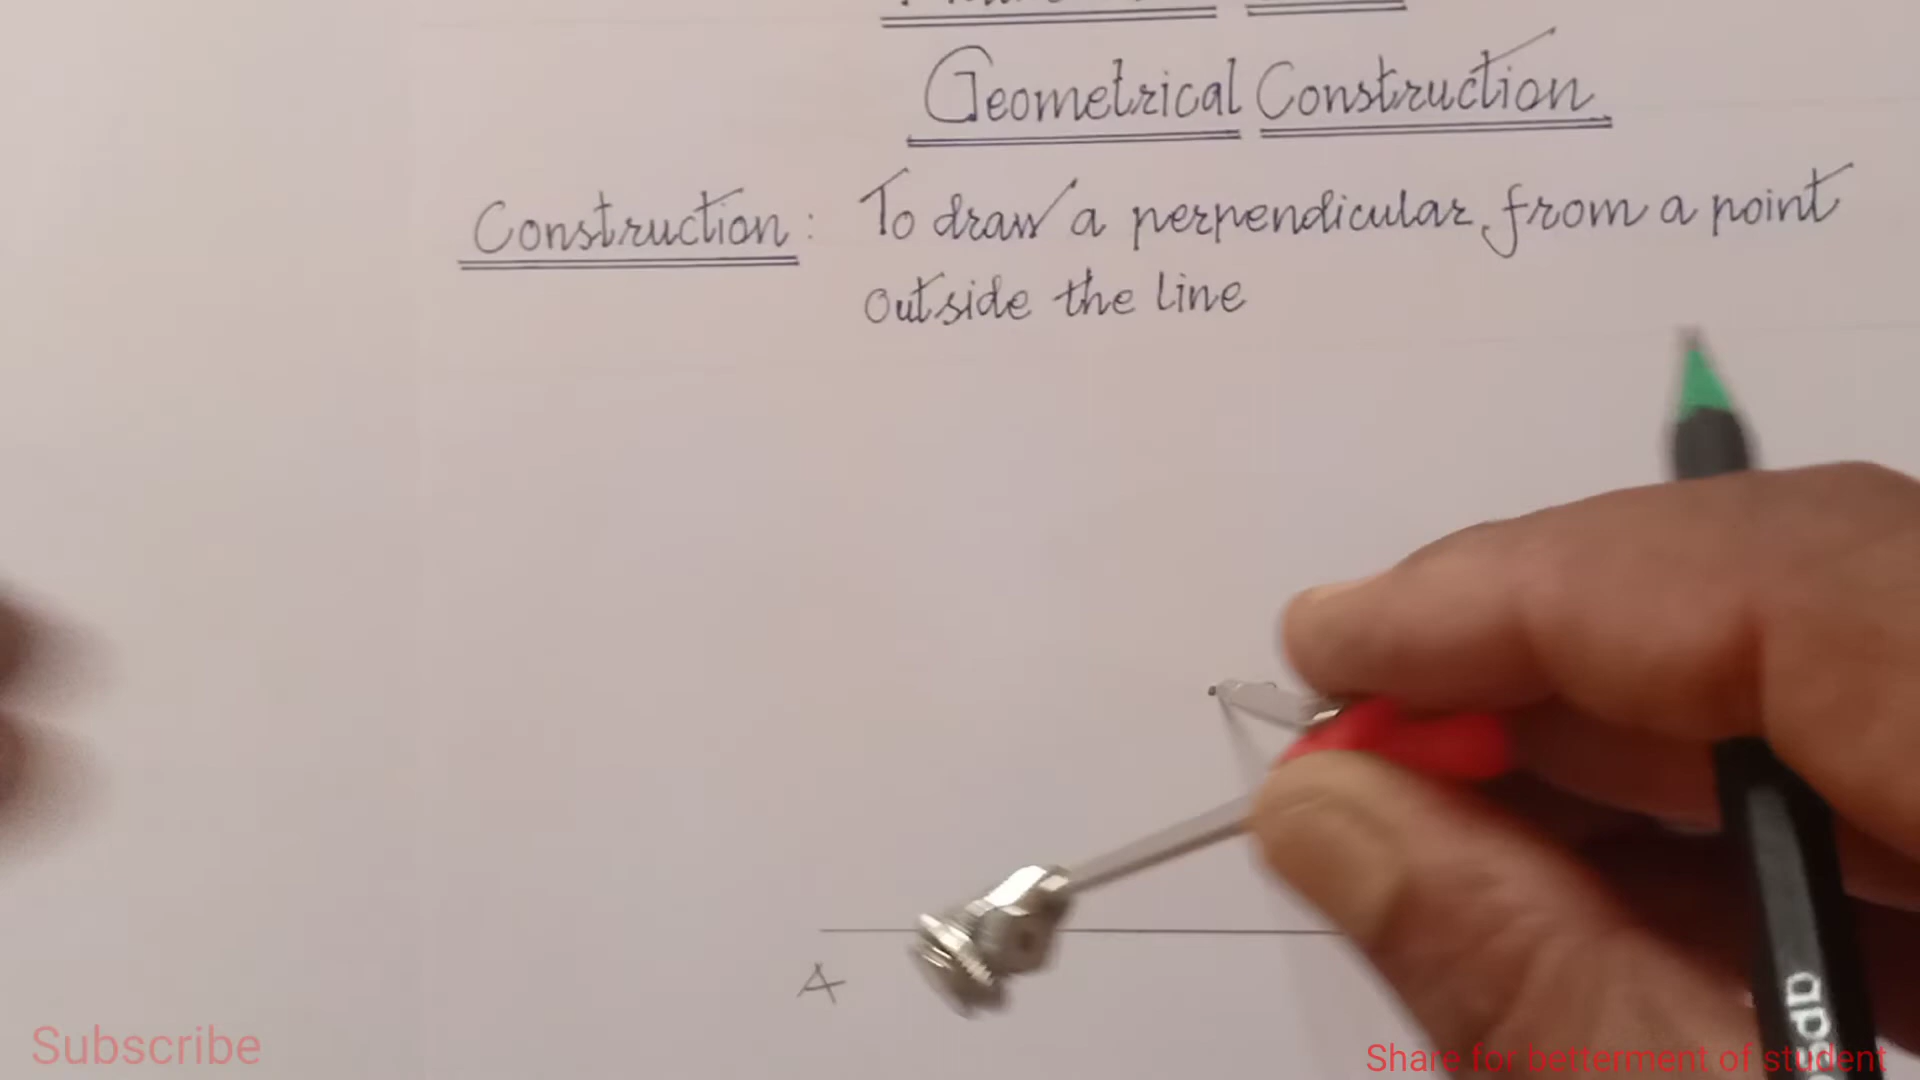 Geometrical Construction
Construction: To draw a perpendicular from a point
outside the line
A
Subscribe
Share for betterment of student